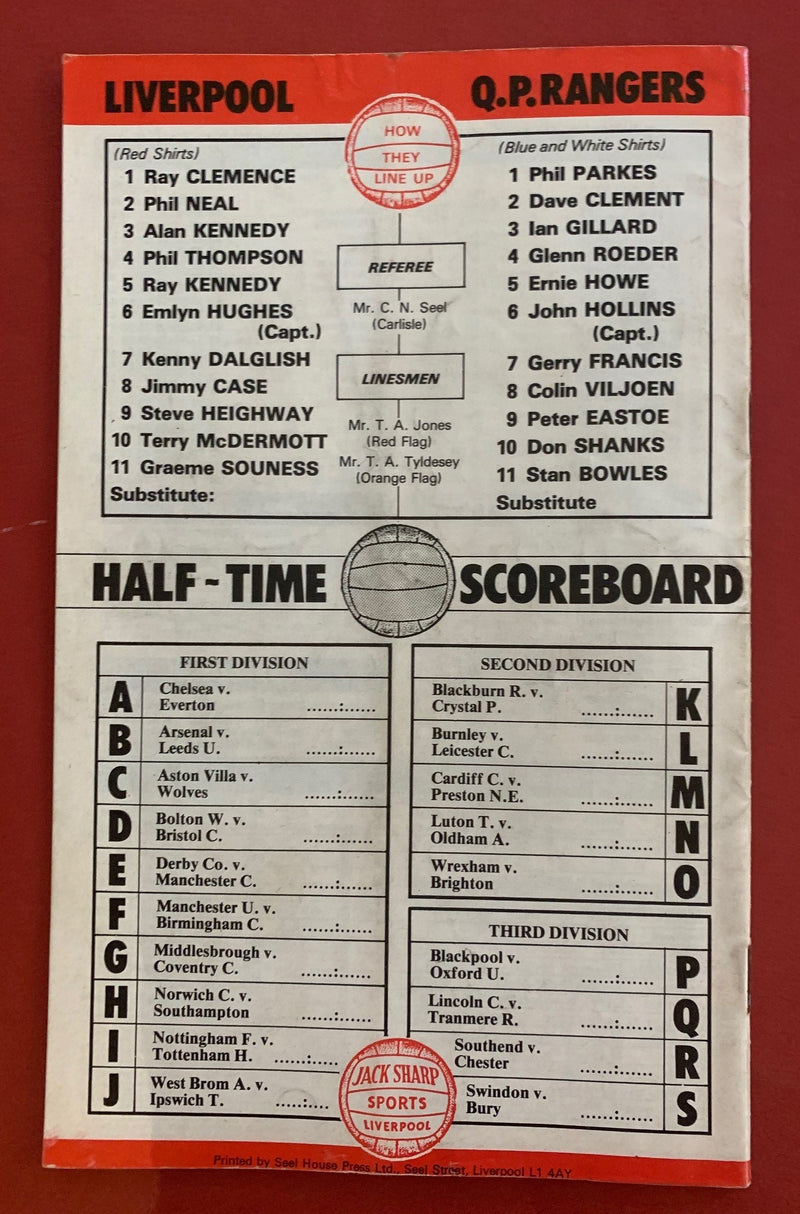 LIVERPOOL
Q.P.RANGERS
HOW
THEY
LINE UP
(Red Shirts)
1 Ray CLEMENCE
2 Phil NEAL
3 Alan KENNEDY
4 Phil THOMPSON
5 Ray KENNEDY
6 Emlyn HUGHES
(Capt.)
7 Kenny DALGLISH
8 Jimmy CASE
9 Steve HEIGHWAY
10 Terry McDERMOTT
11 Graeme SOUNESS
Substitute:
REFEREE
Mr. C. N. Seel
(Carlisle)
LINESMEN
Mr. T. A. Jones
(Red Flag)
Mr. T. A. Tyldesey
(Orange Flag)
(Blue and White Shirts)
1 Phil PARKES
2 Dave CLEMENT
3 Ian GILLARD
4 Glenn ROEDER
5 Ernie HOWE
6 John HOLLINS
(Capt.)
7 Gerry FRANCIS
8 Colin VILJOEN
9 Peter EASTOE
10 Don SHANKS
11 Stan BOWLES
Substitute
HALF-TIME SCOREBOARD
FIRST DIVISION
A Chelsea v.
Everton ......:......
B Arsenal v.
Leeds U. ......:......
C Aston Villa v.
Wolves ......:......
D Bolton W. v.
Bristol C. ......:......
E Derby Co. v.
Manchester C. ......:......
F Manchester U. v.
Birmingham C. ......:......
G Middlesbrough v.
Coventry C. ......:......
H Norwich C. v.
Southampton ......:......
I Nottingham F. v.
Tottenham H. ......:.....
J West Brom A. v.
Ipswich T. .....:....
SECOND DIVISION
Blackburn R. v.
Crystal P. ......:...... K
Burnley v.
Leicester C. ......:...... L
Cardiff C. v.
Preston N.E. ......:...... M
Luton T. v.
Oldham A. ......:...... N
Wrexham v.
Brighton ......:...... O
THIRD DIVISION
Blackpool v.
Oxford U. ......:...... P
Lincoln C. v.
Tranmere R. ......:...... Q
Southend v.
Chester ......:...... R
Swindon v.
Bury ......:...... S
JACK SHARP
SPORTS
LIVERPOOL
Printed by Seel House Press Ltd., Seel Street, Liverpool L1 4AY